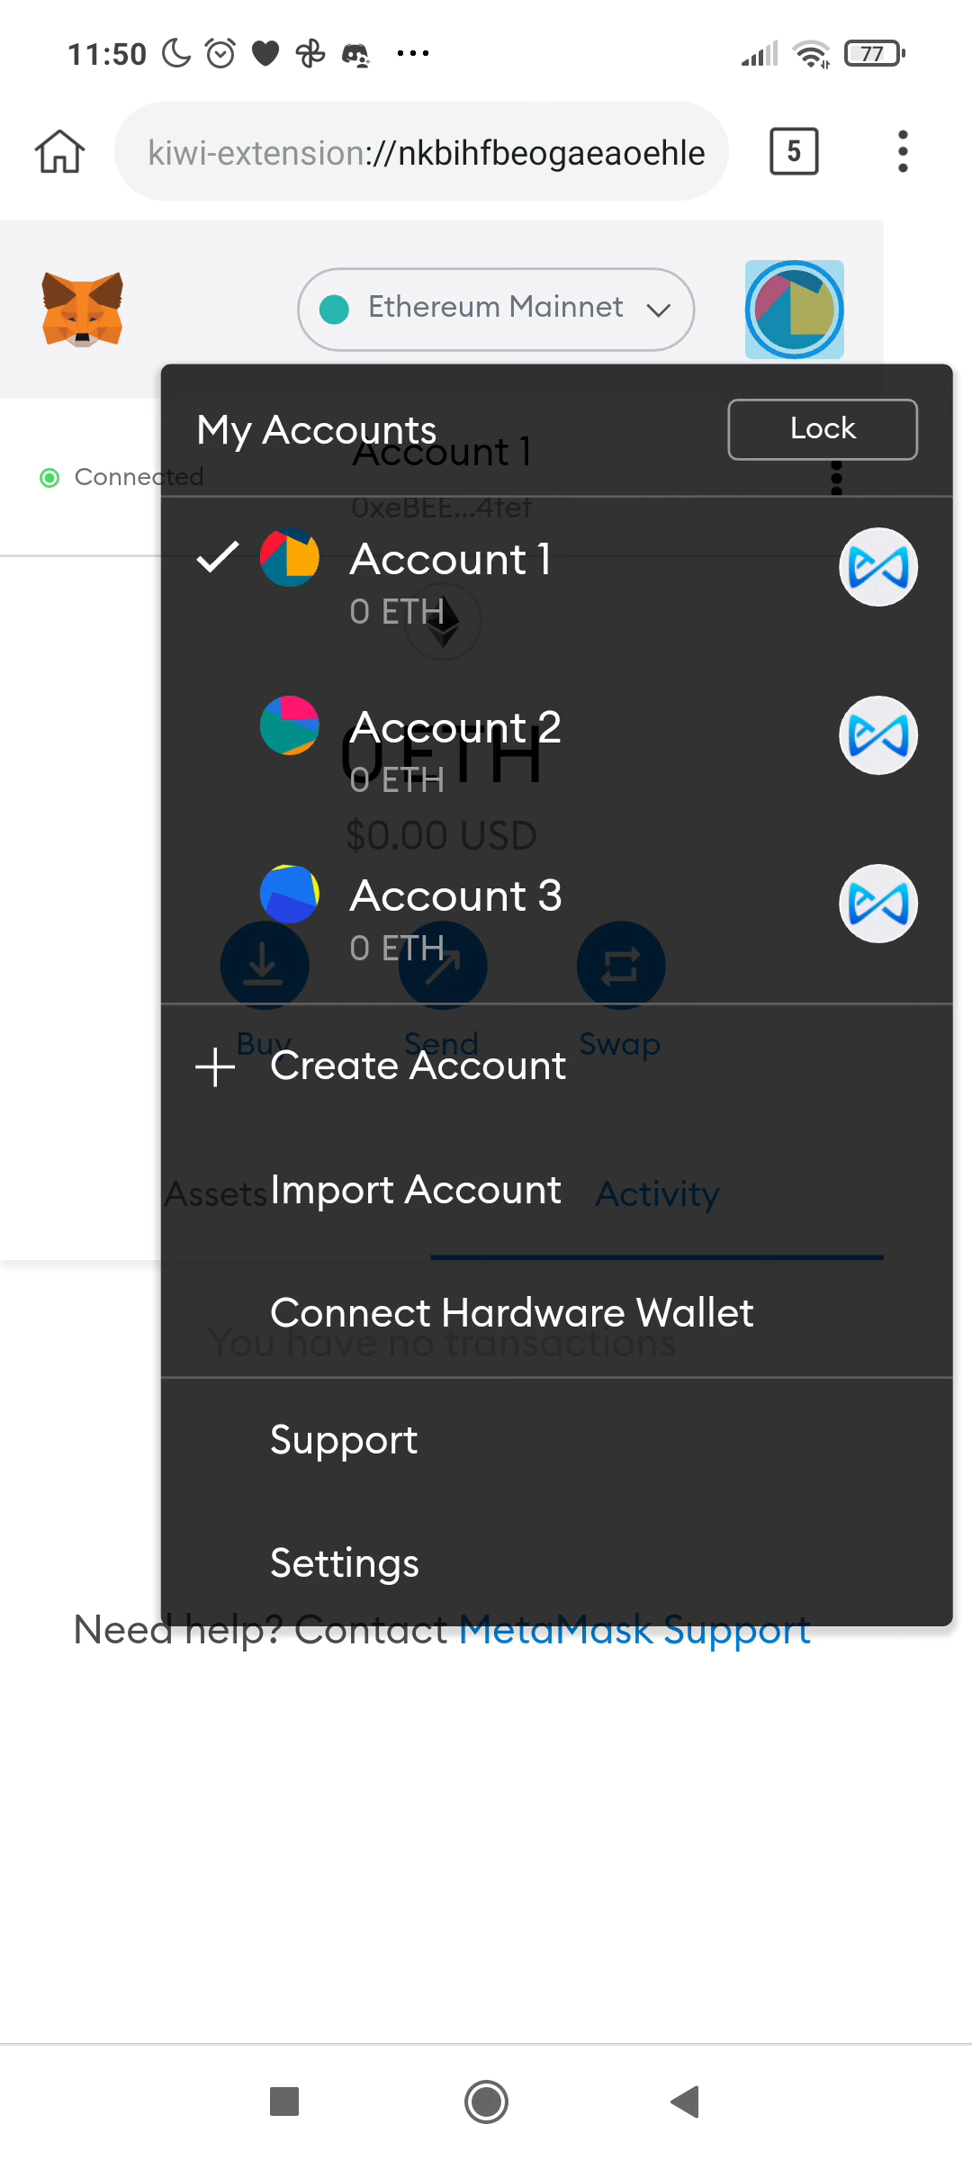 11:50
77
kiwi-extension://nkbihfbeogaeaoehle
5
Ethereum Mainnet
My Accounts
Lock
Account 1
Connected
0xeBEE...4fef
Account 1
0 ETH
Account 2
0 ETH
0 ETH
$0.00 USD
Account 3
0 ETH
Buy
Send
Swap
Create Account
Assets
Import Account
Activity
Connect Hardware Wallet
You have no transactions
Support
Settings
Need help? Contact MetaMask Support